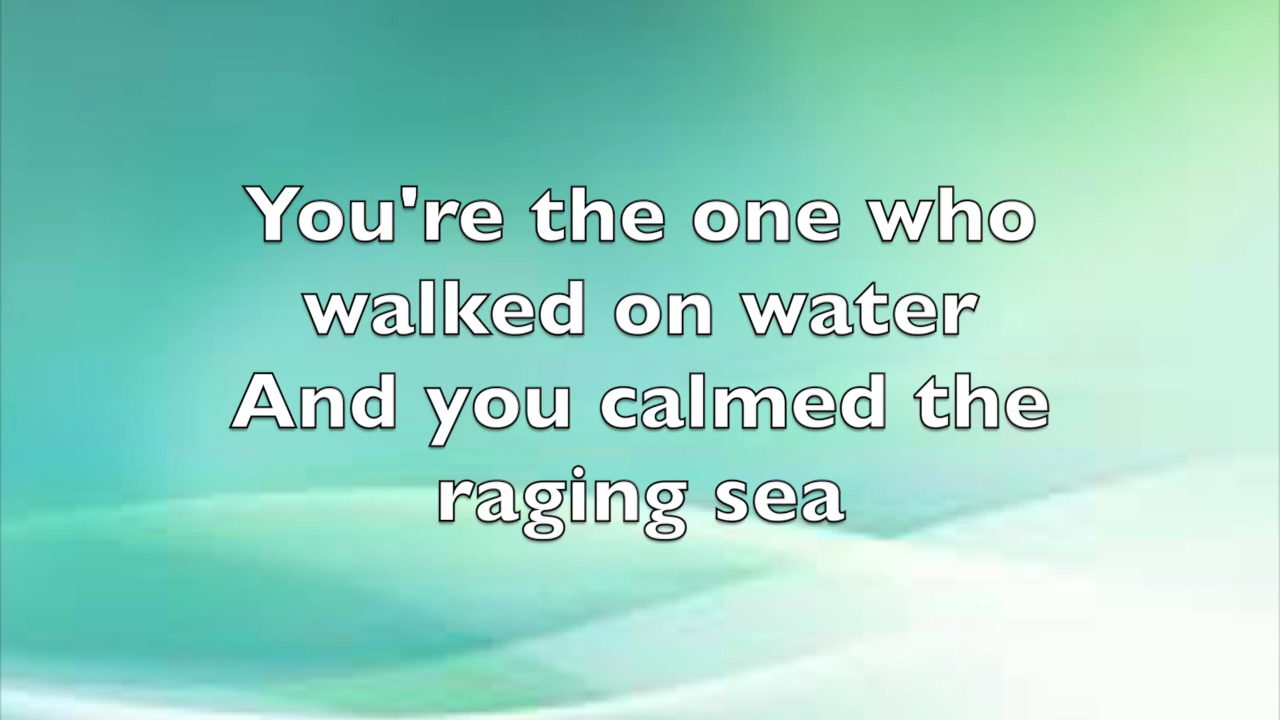 You're the one who
walked on water
And you calmed the
raging sea